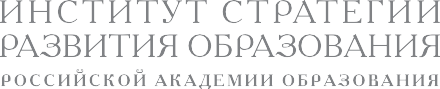 ИНСТИТУТ СТРАТЕГИИ
РАЗВИТИЯ ОБРАЗОВАНИЯ
РОССИЙСКОЙ АКАДЕМИИ ОБРАЗОВАНИЯ